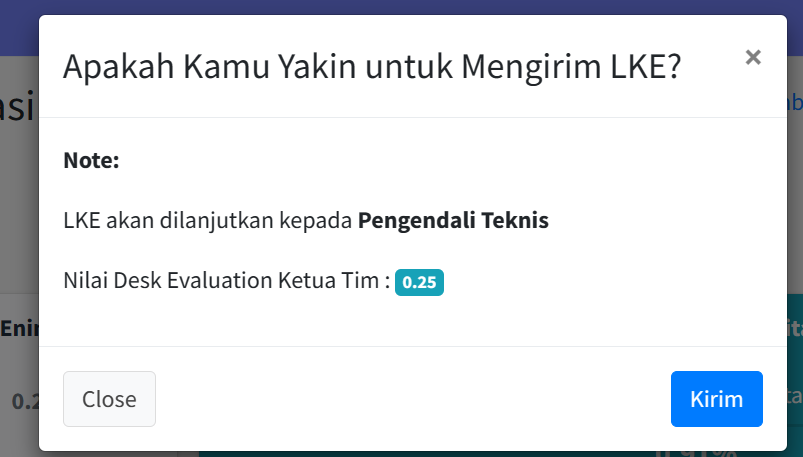 Apakah Kamu Yakin untuk Mengirim LKE?
×
Note:
LKE akan dilanjutkan kepada Pengendali Teknis
Nilai Desk Evaluation Ketua Tim : 0.25
Close
Kirim